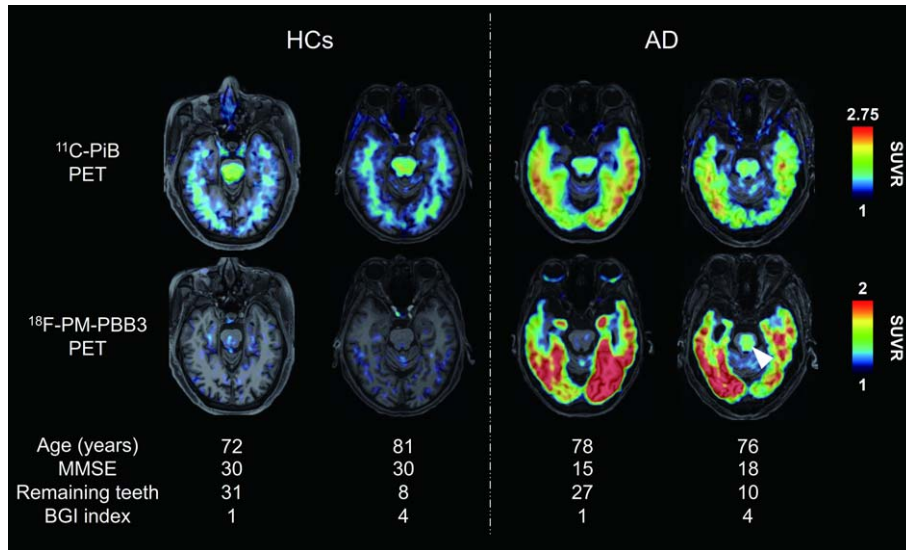 HCs AD
¹¹C-PiB
PET
2.75
SUVR
1
¹⁸F-PM-PBB3
PET
2
SUVR
1
Age (years) 72 81 78 76
MMSE 30 30 15 18
Remaining teeth 31 8 27 10
BGI index 1 4 1 4